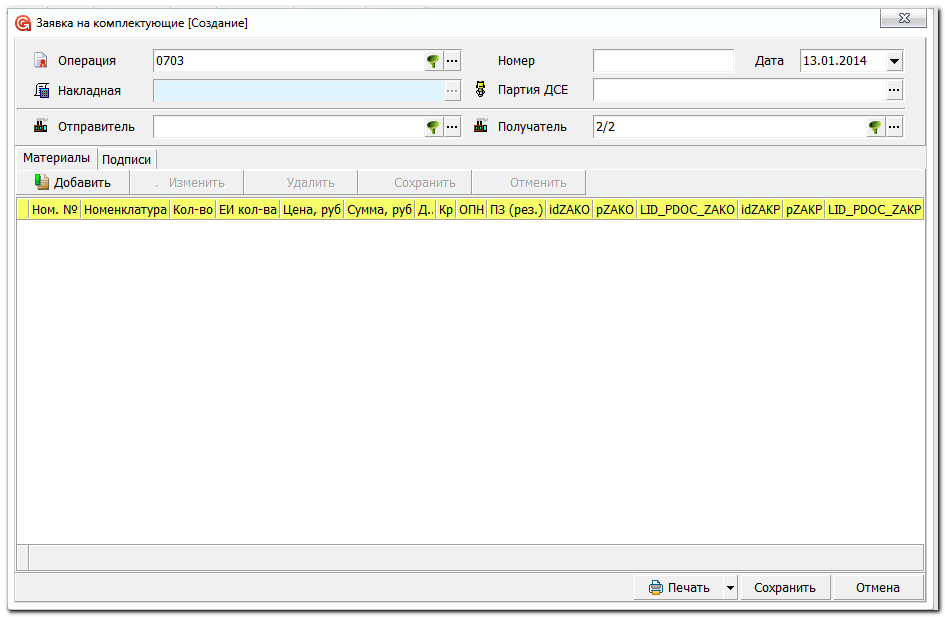 Заявка на комплектующие [Создание]
Операция 0703 ... Номер Дата 13.01.2014
Накладная ... Партия ДСЕ ...
Отправитель ... Получатель 2/2 ...
Материалы Подписи
Добавить Изменить Удалить Сохранить Отменить
Ном. № Номенклатура Кол-во ЕИ кол-ва Цена, руб Сумма, руб Д.. Кр ОПН ПЗ (рез.) idZAKO pZAKO LID_PDOC_ZAKO idZAKP pZAKP LID_PDOC_ZAKP
Печать Сохранить Отмена